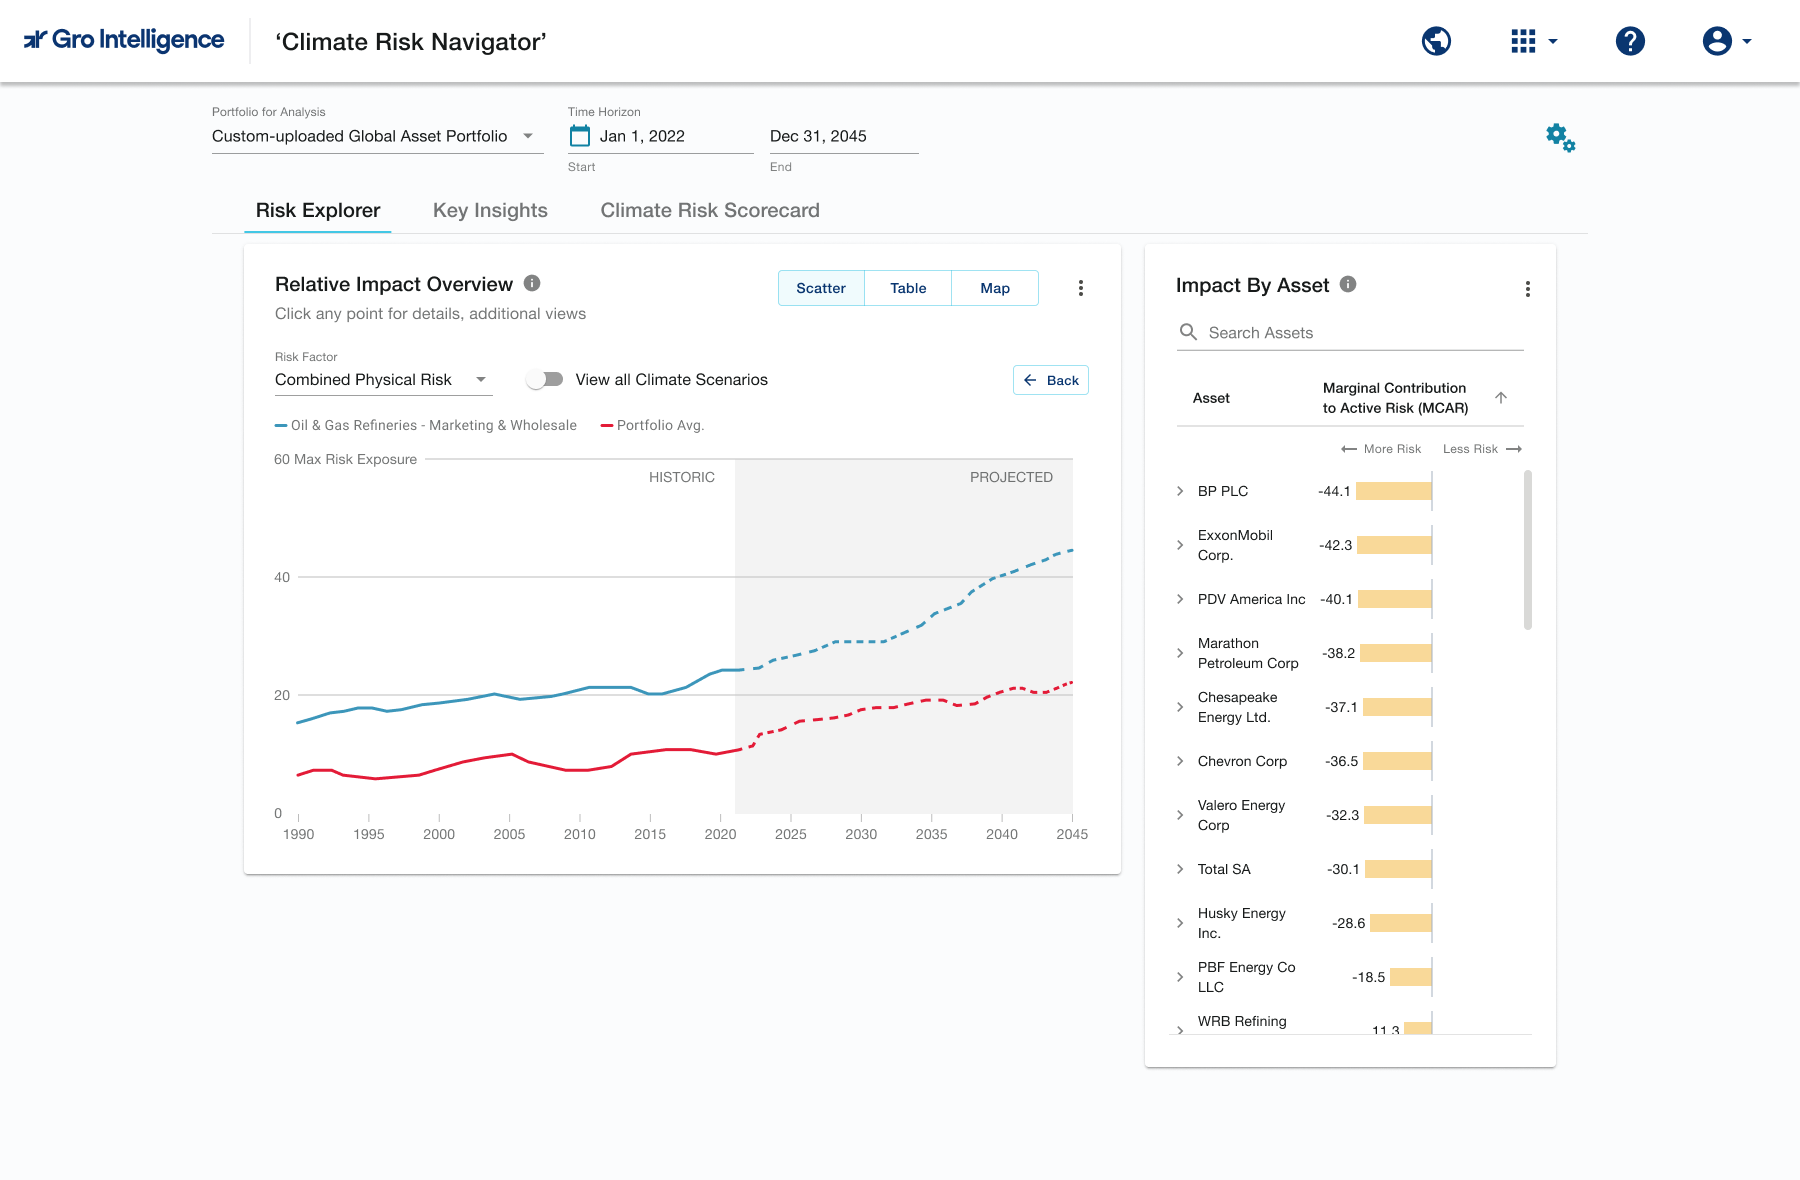 Gro Intelligence
‘Climate Risk Navigator’
Portfolio for Analysis
Custom-uploaded Global Asset Portfolio
Time Horizon
Jan 1, 2022
Start
Dec 31, 2045
End
Risk Explorer
Key Insights
Climate Risk Scorecard
Relative Impact Overview
Click any point for details, additional views
Scatter
Table
Map
Risk Factor
Combined Physical Risk
View all Climate Scenarios
Back
Oil & Gas Refineries - Marketing & Wholesale
Portfolio Avg.
60 Max Risk Exposure
HISTORIC
PROJECTED
40
20
0
1990
1995
2000
2005
2010
2015
2020
2025
2030
2035
2040
2045
Impact By Asset
Search Assets
Asset
Marginal Contribution
to Active Risk (MCAR)
More Risk
Less Risk
BP PLC
-44.1
ExxonMobil
Corp.
-42.3
PDV America Inc
-40.1
Marathon
Petroleum Corp
-38.2
Chesapeake
Energy Ltd.
-37.1
Chevron Corp
-36.5
Valero Energy
Corp
-32.3
Total SA
-30.1
Husky Energy
Inc.
-28.6
PBF Energy Co
LLC
-18.5
WRB Refining
11.3